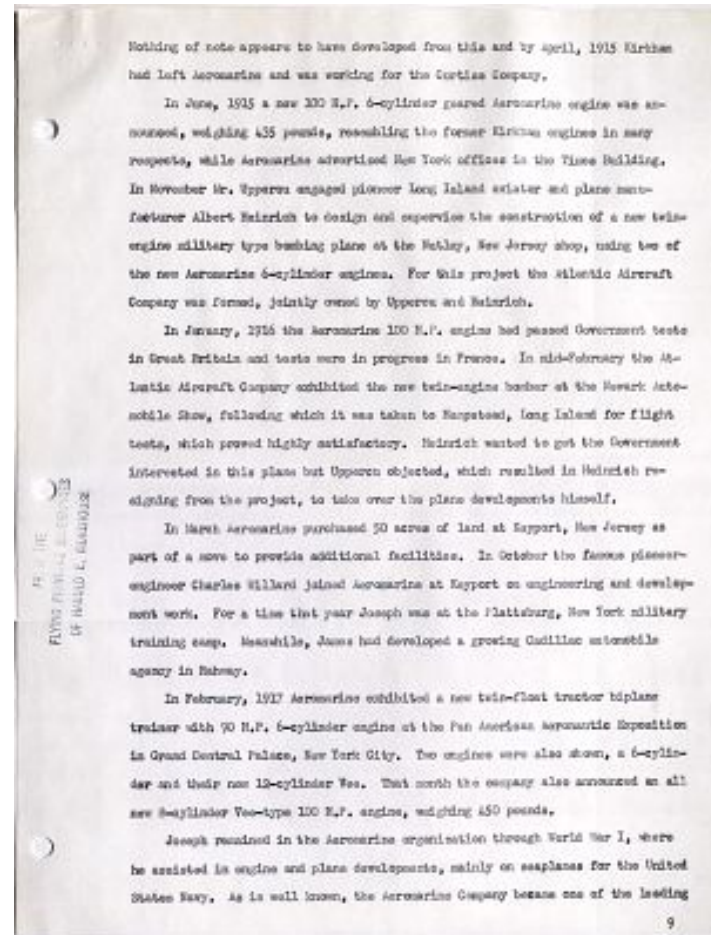 Nothing of note appears to have developed from this and by April, 1915 Kirkham
had left Aeromarine and was working for the Curtiss Company.
In June, 1915 a new 100 H.P. 6-cylinder geared Aeromarine engine was an-
nounced, weighing 435 pounds, resembling the former Kirkham engines in many
respects, while Aeromarine advertised New York offices in the Times Building.
In November Mr. Uppercu engaged pioneer Long Island aviator and plane manu-
facturer Albert Heinrich to design and supervise the construction of a new twin-
engine military type bombing plane at the Nutley, New Jersey shop, using two of
the new Aeromarine 6-cylinder engines. For this project the Atlantic Aircraft
Company was formed, jointly owned by Uppercu and Heinrich.
In January, 1916 the Aeromarine 100 H.P. engine had passed Government tests
in Great Britain and tests were in progress in France. In mid-February the At-
lantic Aircraft Company exhibited the new twin-engine bomber at the Newark Auto-
mobile Show, following which it was taken to Hempstead, Long Island for flight
tests, which proved highly satisfactory. Heinrich wanted to get the Government
interested in this plane but Uppercu objected, which resulted in Heinrich re-
signing from the project, to take over the plane developments himself.
In March Aeromarine purchased 50 acres of land at Keyport, New Jersey as
part of a move to provide additional facilities. In October the famous pioneer-
engineer Charles Willard joined Aeromarine at Keyport on engineering and develop-
ment work. For a time that year Joseph was at the Plattsburg, New York military
training camp. Meanwhile, James had developed a growing Cadillac automobile
agency in Rahway.
In February, 1917 Aeromarine exhibited a new twin-float tractor biplane
trainer with 90 H.P. 6-cylinder engine at the Pan American Aeronautic Exposition
in Grand Central Palace, New York City. Two engines were also shown, a 6-cylin-
der and their new 12-cylinder Vee. That month the company also announced an all
new 8-cylinder Vee-type 100 H.P. engine, weighing 450 pounds.
Joseph remained in the Aeromarine organization through World War I, where
he assisted in engine and plane developments, mainly on seaplanes for the United
States Navy. As is well known, the Aeromarine Company became one of the leading
9
FROM THE
FLYING PIONEERS
OF HAROLD E. MOREHOUSE